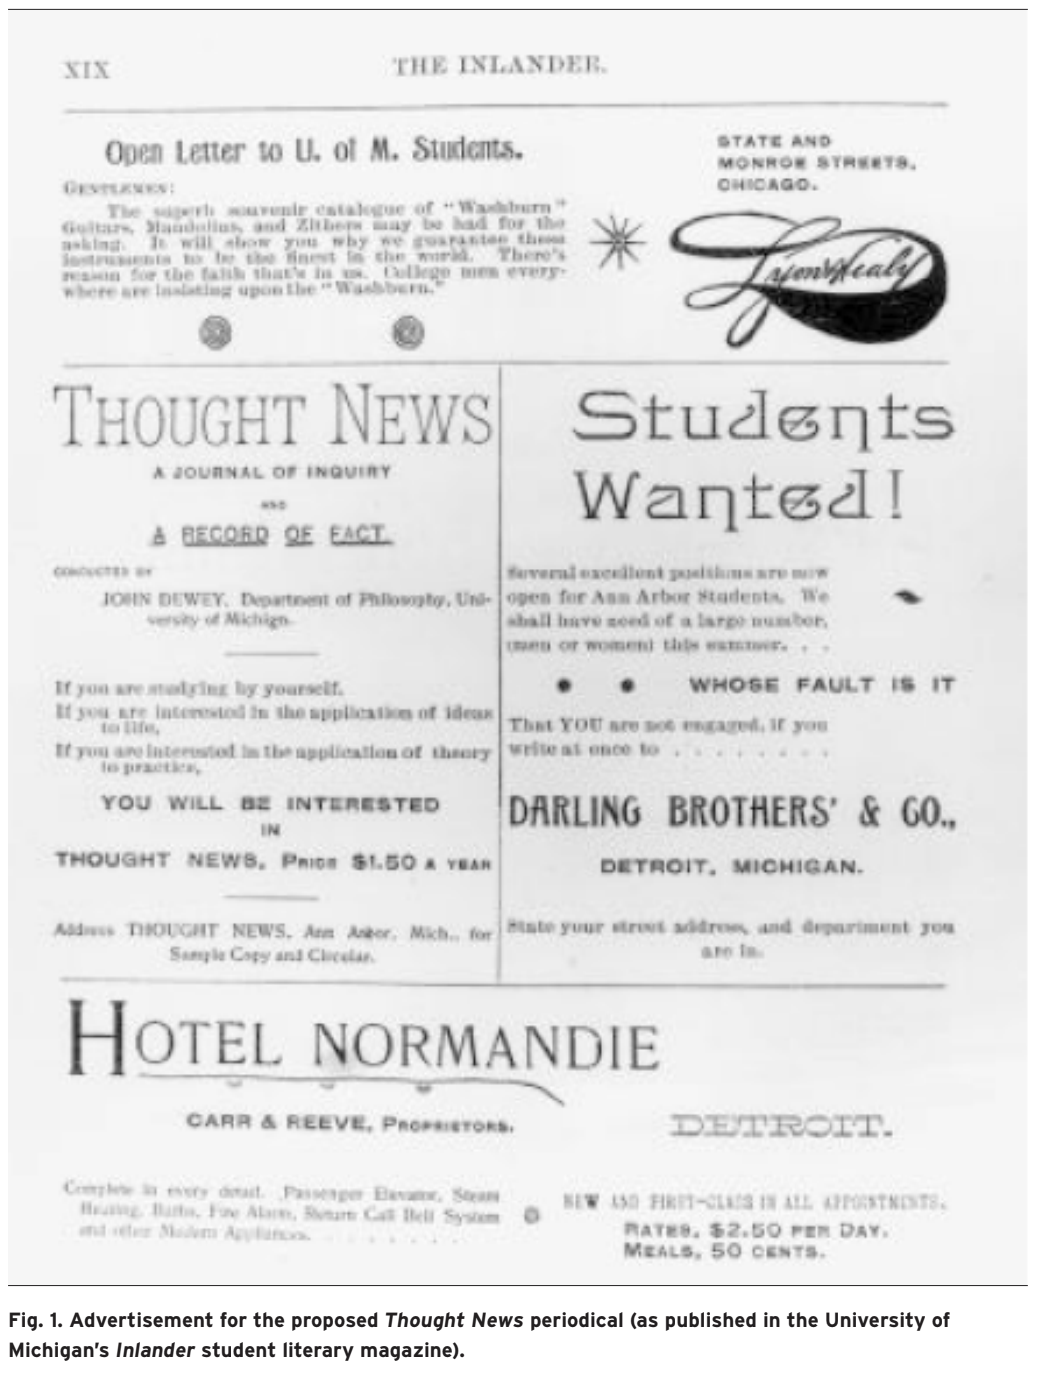 XIX
THE INLANDER.
Open Letter to U. of M. Students.
GENTLEMEN:
The superb souvenir catalogue of "Washburn"
Guitars, Mandolins, and Zithers may be had for the
asking. It will show you why we guarantee these
instruments to be the finest in the world. There's
reason for the faith that's in us. College men every-
where are insisting upon the "Washburn."
STATE AND
MONROE STREETS,
CHICAGO.
Lyon & Healy
THOUGHT NEWS
A JOURNAL OF INQUIRY
AND
A RECORD OF FACT.
CONDUCTED BY
JOHN DEWEY, Department of Philosophy, Uni-
versity of Michign.
If you are studying by yourself,
If you are interested in the application of ideas
to life,
If you are interested in the application of theory
to practice,
YOU WILL BE INTERESTED
IN
THOUGHT NEWS, PRICE $1.50 A YEAR
Address THOUGHT NEWS, Ann Arbor, Mich., for
Sample Copy and Circular.
Students
Wanted!
Several excellent positions are now
open for Ann Arbor Students. We
shall have need of a large number,
(men or women) this summer. . .
WHOSE FAULT IS IT
That YOU are not engaged, if you
write at once to . . . . . . . .
DARLING BROTHERS' & CO.,
DETROIT, MICHIGAN.
State your street address, and department you
are in.
HOTEL NORMANDIE
CARR & REEVE, PROPRIETORS.
DETROIT.
Complete in every detail. Passenger Elevator, Steam
Heating, Baths, Fire Alarm, Return Call Bell System
and other Modern Appliances. . . . . . .
NEW AND FIRST-CLASS IN ALL APPOINTMENTS.
RATES, $2.50 PER DAY.
MEALS, 50 CENTS.
Fig. 1. Advertisement for the proposed Thought News periodical (as published in the University of
Michigan's Inlander student literary magazine).